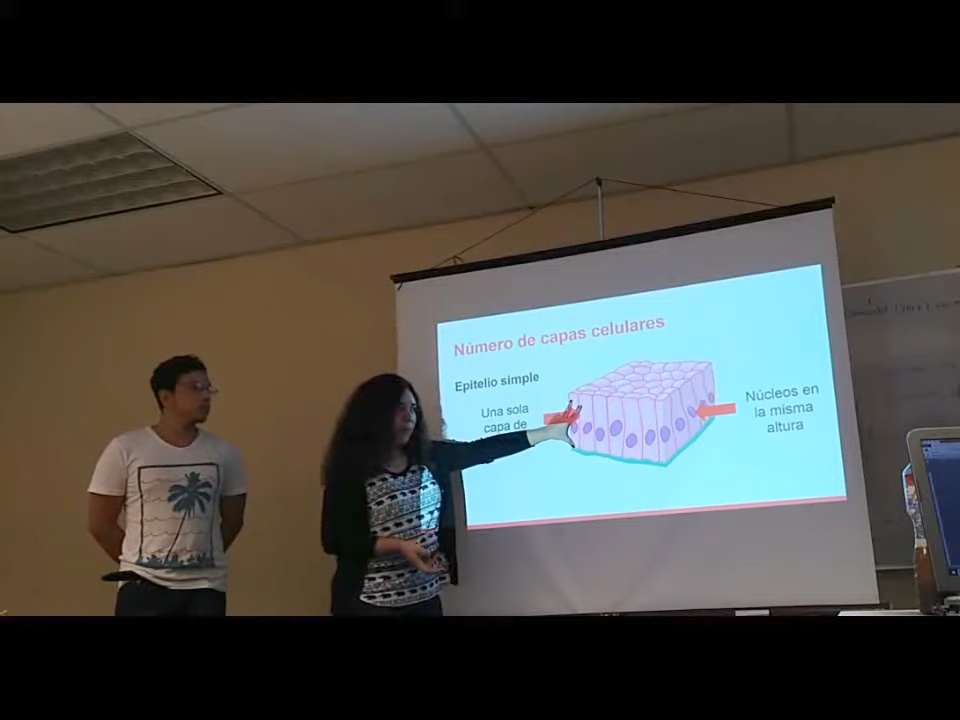 Número de capas celulares
Epitelio simple
Una sola
capa de
Núcleos en
la misma
altura